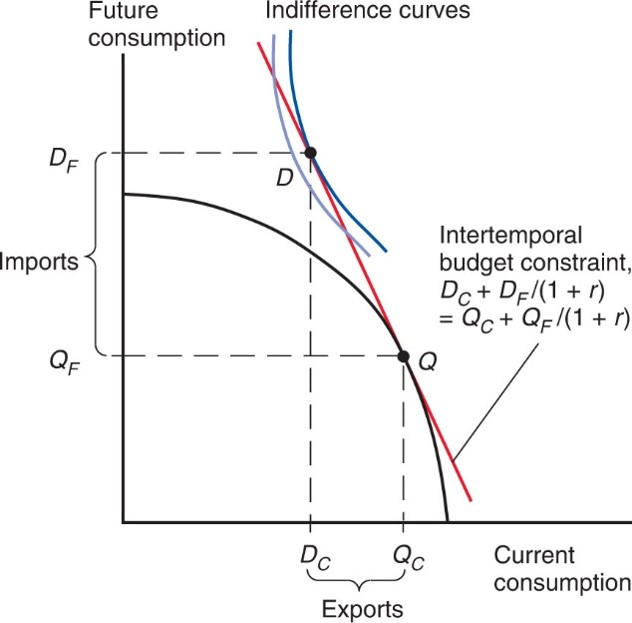 Future
consumption
Indifference curves
D_F
D
Imports
Intertemporal
budget constraint,
D_C + D_F/(1 + r)
= Q_C + Q_F/(1 + r)
Q_F
Q
D_C
Q_C
Current
consumption
Exports